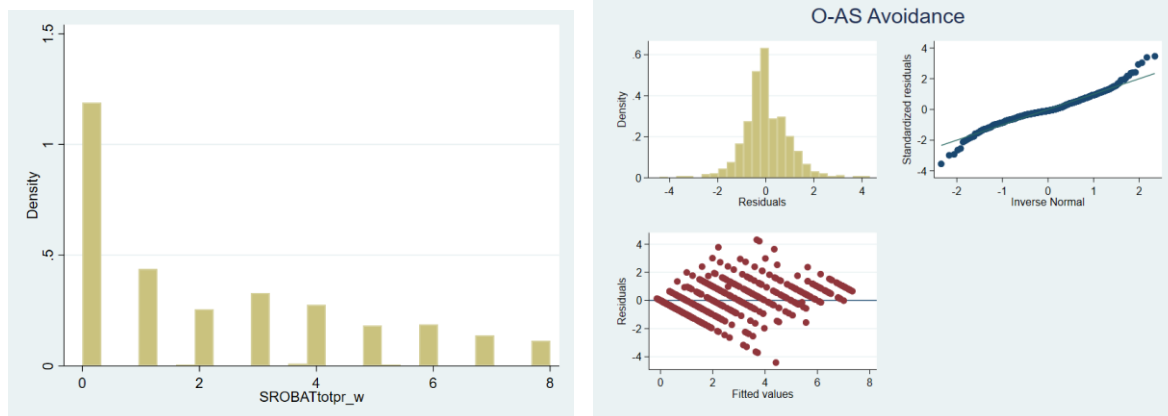 1.5
1
.5
0
Density
0 2 4 6 8
SROBATtotpr_w
O-AS Avoidance
.6
.4
.2
0
Density
-4 -2 0 2 4
Residuals
4
2
0
-2
-4
Standardized residuals
-2 -1 0 1 2
Inverse Normal
4
2
0
-2
-4
Residuals
0 2 4 6 8
Fitted values